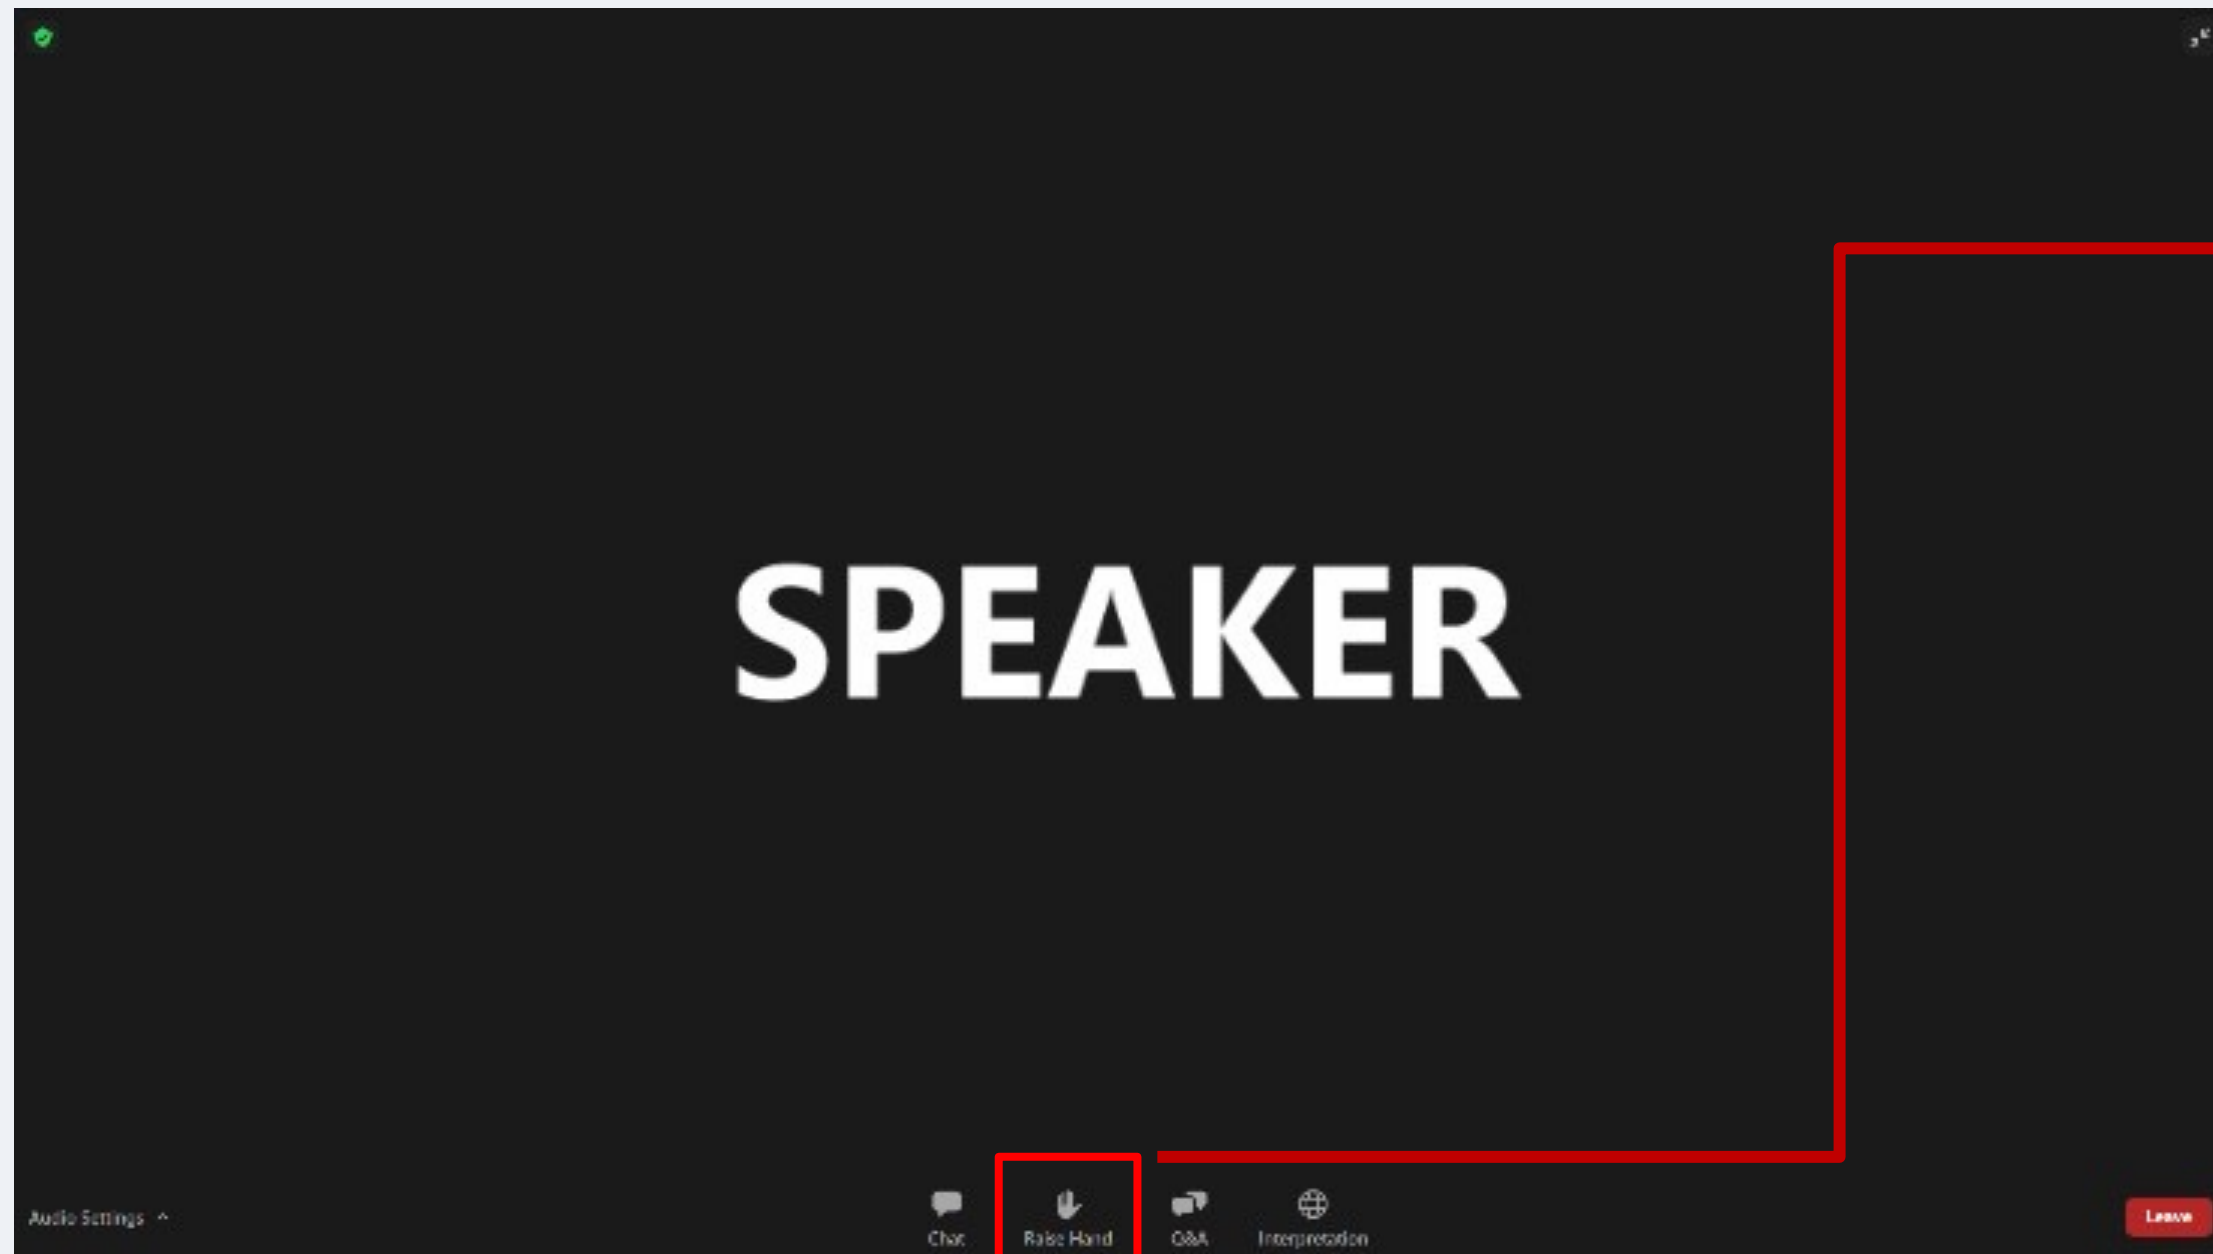 SPEAKER
Audio Settings
Chat
Raise Hand
Q&A
Interpretation
Leave